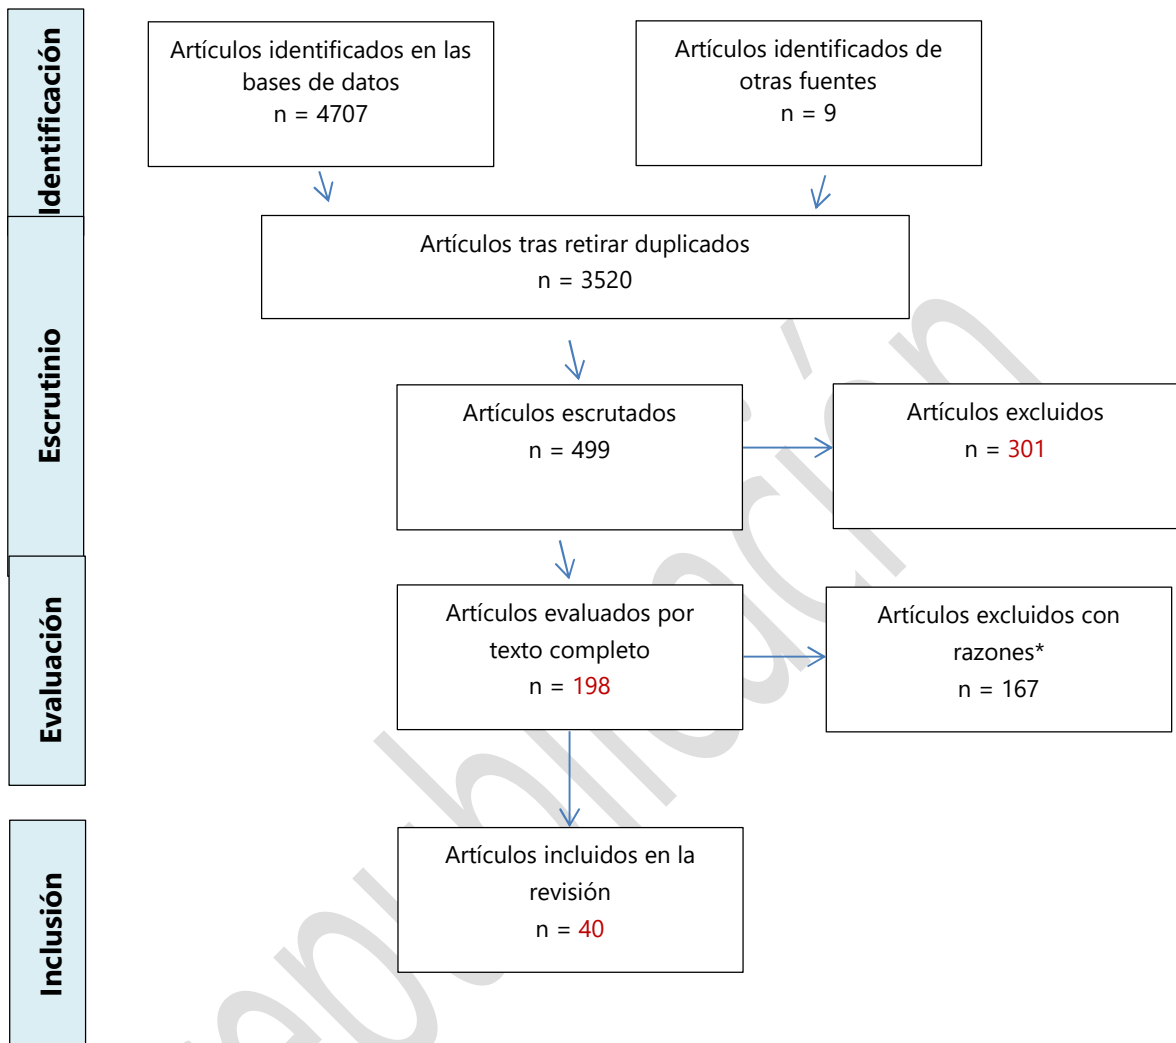 Identificación
Artículos identificados en las
bases de datos
n = 4707
Artículos identificados de
otras fuentes
n = 9
Escrutinio
Artículos tras retirar duplicados
n = 3520
Artículos escrutados
n = 499
Artículos excluidos
n = 301
Evaluación
Artículos evaluados por
texto completo
n = 198
Artículos excluidos con
razones*
n = 167
Inclusión
Artículos incluidos en la
revisión
n = 40